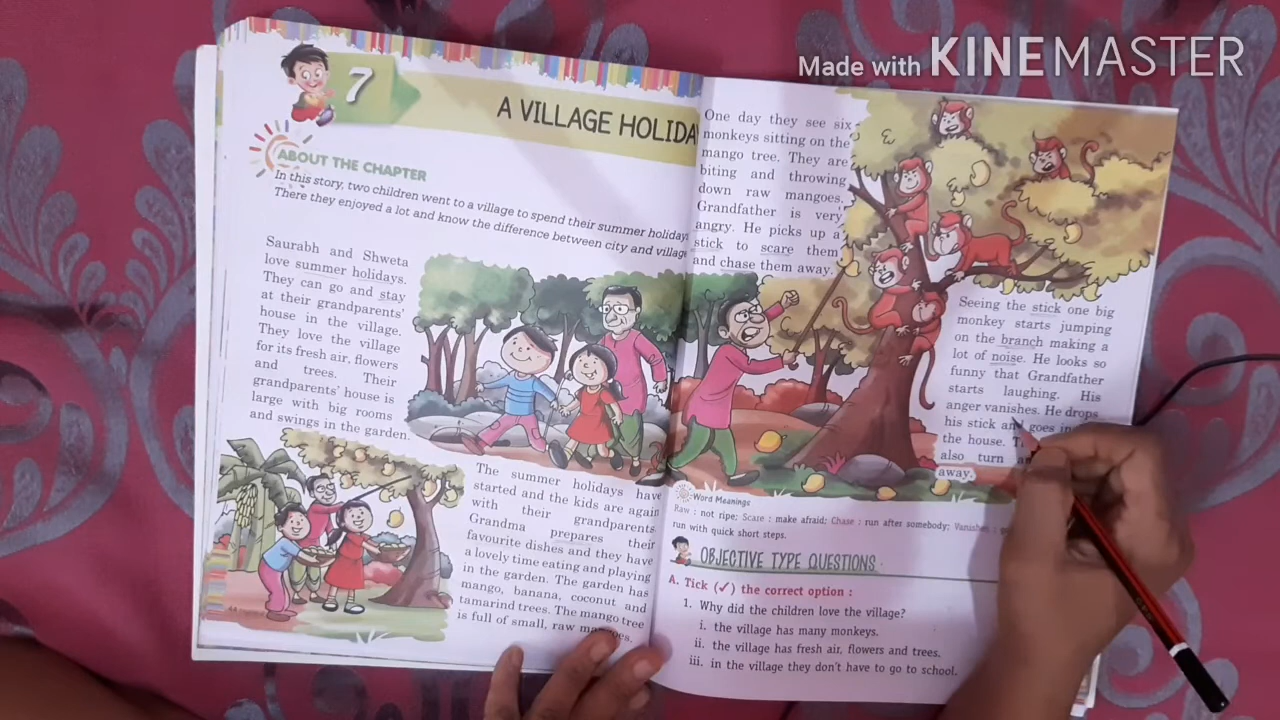 Made with KINEMASTER
7
A VILLAGE HOLIDA
ABOUT THE CHAPTER
In this story, two children went to a village to spend their summer holiday
There they enjoyed a lot and know the difference between city and village
Saurabh and Shweta
love summer holidays.
They can go and stay
at their grandparents'
house in the village.
They love the village
for its fresh air, flowers
and trees. Their
grandparents' house is
large with big rooms
and swings in the garden.
The summer holidays have
started and the kids are again
with their grandparents.
Grandma prepares their
favourite dishes and they have
a lovely time eating and playing
in the garden. The garden has
mango, banana, coconut and
tamarind trees. The mango tree
is full of small, raw mangoes.
44
One day they see six
monkeys sitting on the
mango tree. They are
biting and throwing
down raw mangoes.
Grandfather is very
angry. He picks up a
stick to scare them
and chase them away.
Seeing the stick one big
monkey starts jumping
on the branch making a
lot of noise. He looks so
funny that Grandfather
starts laughing. His
anger vanishes. He drops
his stick and goes
the house.
also turn
away.
Word Meanings
Raw : not ripe; Scare : make afraid; Chase : run after somebody; Vanishes :
run with quick short steps.
OBJECTIVE TYPE QUESTIONS
A. Tick (✓) the correct option :
1. Why did the children love the village?
i. the village has many monkeys.
ii. the village has fresh air, flowers and trees.
iii. in the village they don't have to go to school.